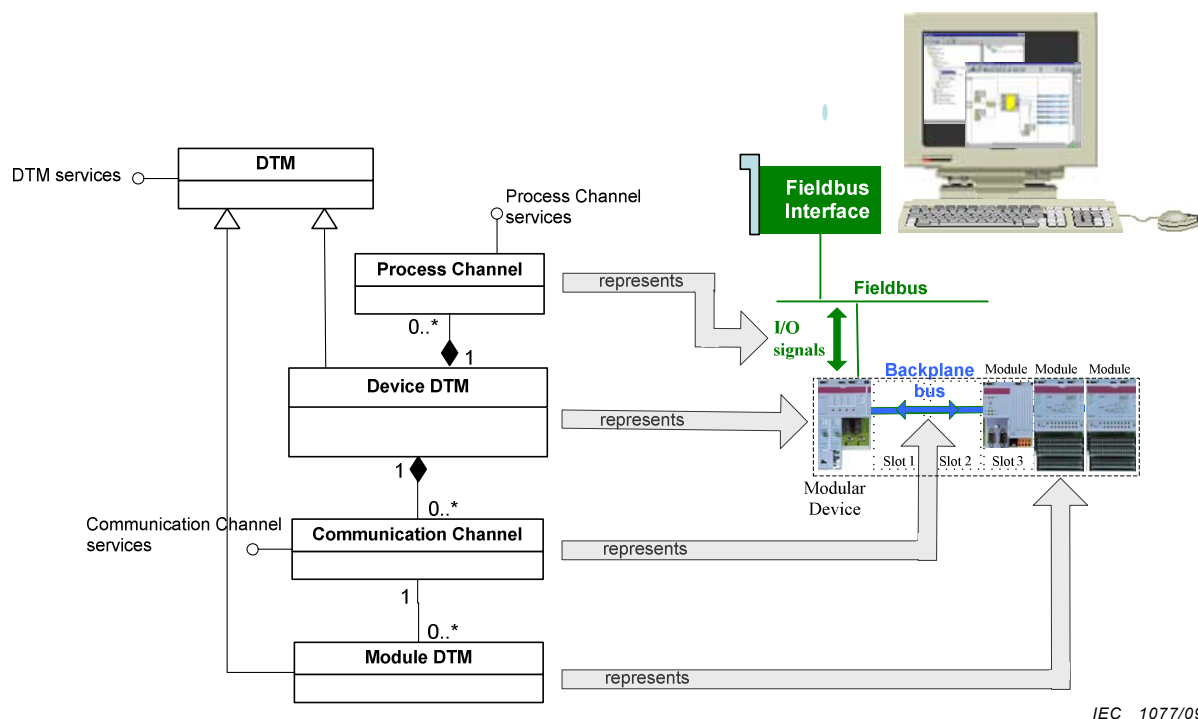 DTM services
DTM
Process Channel
services
Process Channel
0..*
1
Device DTM
1
0..*
Communication Channel
services
Communication Channel
1
0..*
Module DTM
represents
represents
represents
represents
Fieldbus
Interface
Fieldbus
I/O
signals
Backplane
bus
Module
Module
Module
Slot 1
Slot 2
Slot 3
Modular
Device
IEC 1077/09